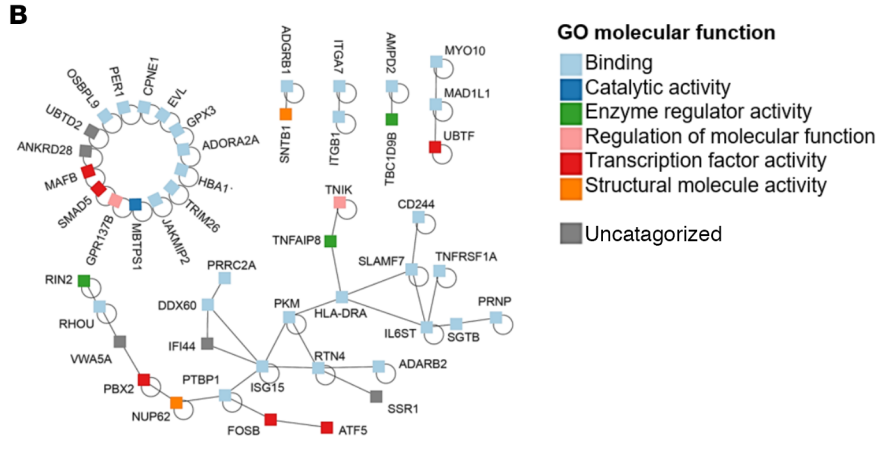 B
GO molecular function
Binding
Catalytic activity
Enzyme regulator activity
Regulation of molecular function
Transcription factor activity
Structural molecule activity
Uncatagorized
OSBPL9
PER1
CPNE1
EVL
GPX3
ADORA2A
HBA1
TRIM26
JAKMIP2
MBTPS1
GPR137B
SMAD5
MAFB
ANKRD28
UBTD2
ADGRB1
SNTB1
ITGA7
ITGB1
AMPD2
TBC1D9B
MYO10
MAD1L1
UBTF
TNIK
TNFAIP8
CD244
SLAMF7
TNFRSF1A
HLA-DRA
IL6ST
SGTB
PRNP
PRRC2A
DDX60
PKM
IFI44
ISG15
RTN4
ADARB2
SSR1
RIN2
RHOU
VWA5A
PBX2
NUP62
PTBP1
FOSB
ATF5